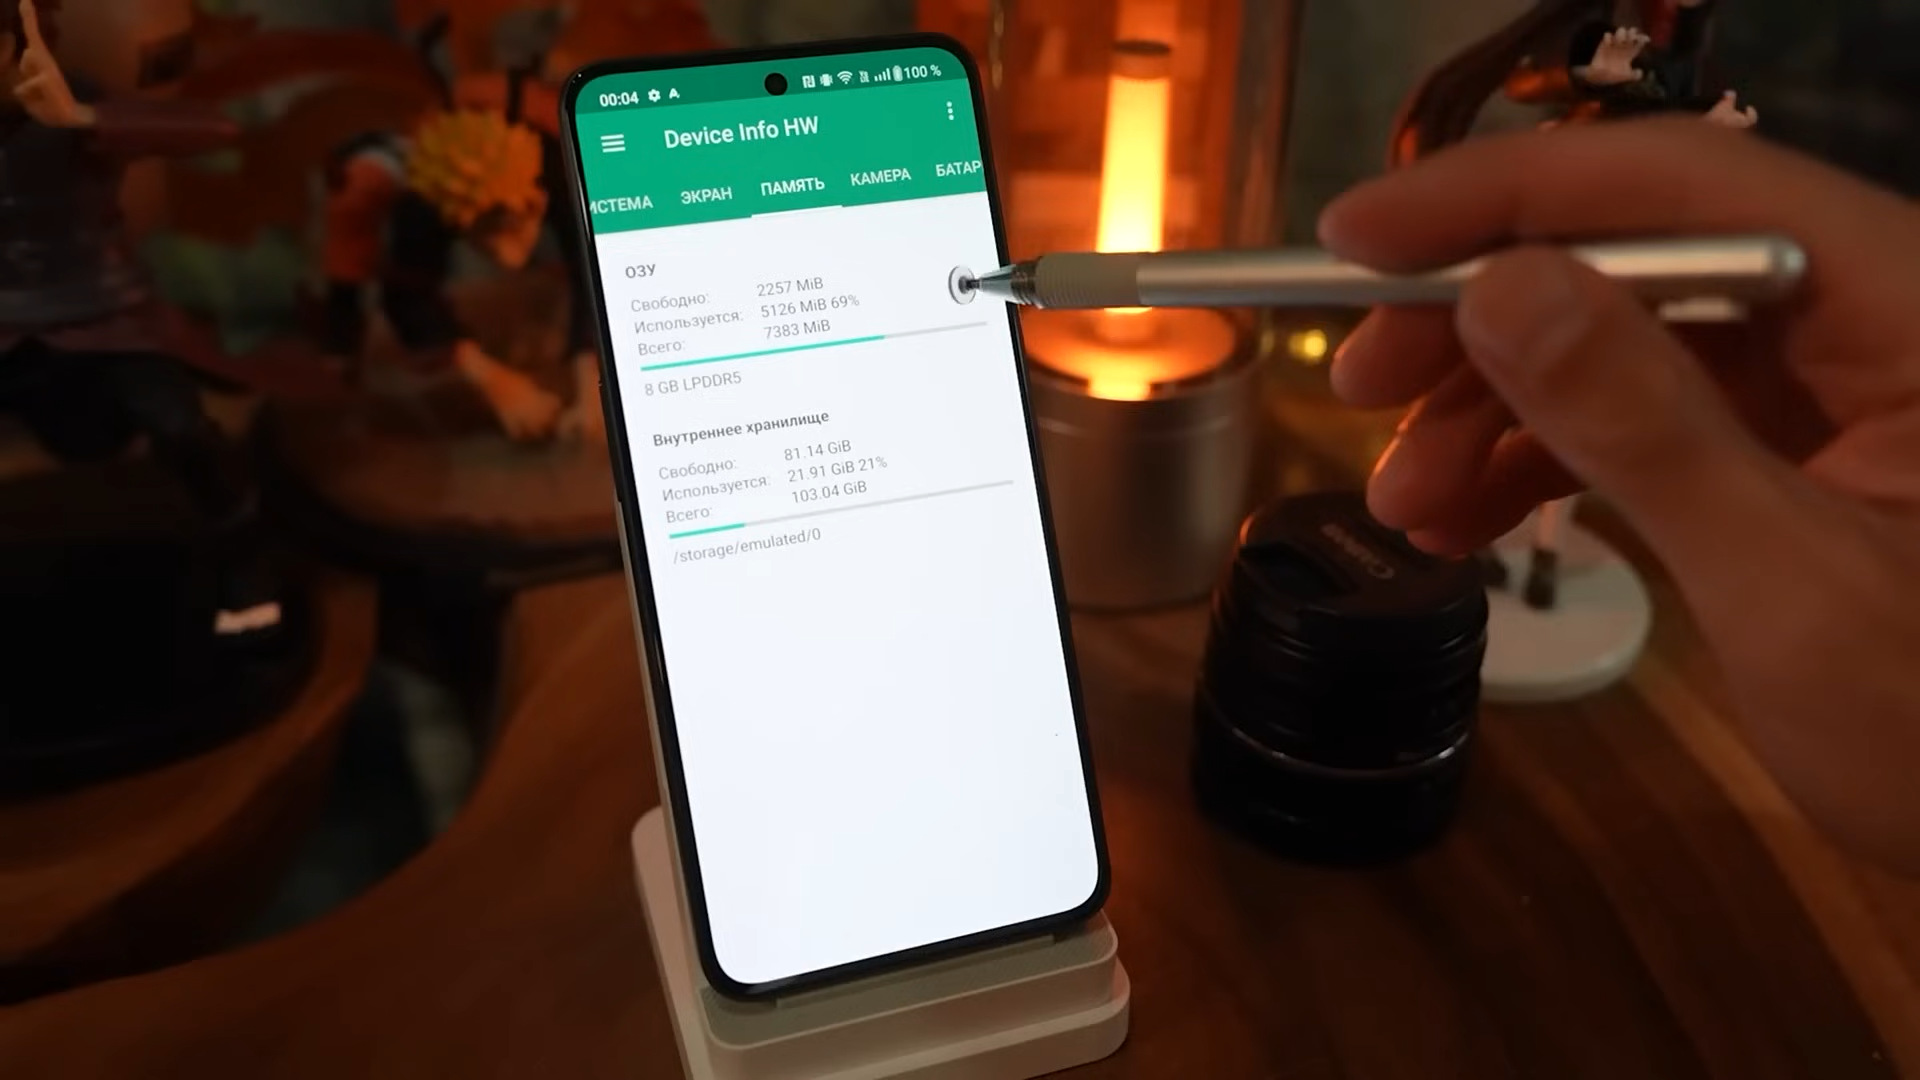 00:04
100 %
Device Info HW
ИСТЕМА ЭКРАН ПАМЯТЬ КАМЕРА БАТАР
ОЗУ
Свободно: 2257 MiB
Используется: 5126 MiB 69%
Всего: 7383 MiB
8 GB LPDDR5
Внутреннее хранилище
Свободно: 81.14 GiB
Используется: 21.91 GiB 21%
Всего: 103.04 GiB
/storage/emulated/0
Canon